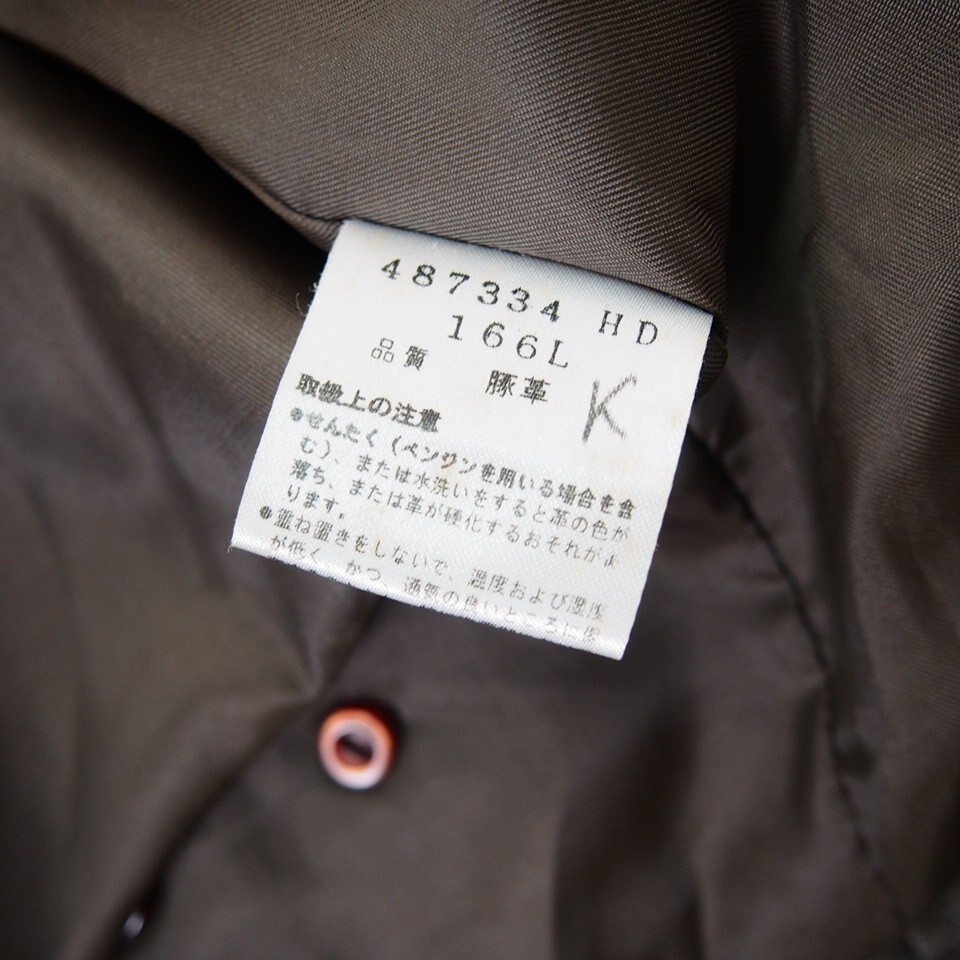 487334 HD
166L
品質 豚革
K
取扱上の注意
●せんたく(ベンジンを用いる場合を含
む)、または水洗いをすると革の色が
落ち、または革が硬化するおそれがあ
ります。
●重ね置きをしないで、温度および湿度
が低く、かつ、通気の良いところに保